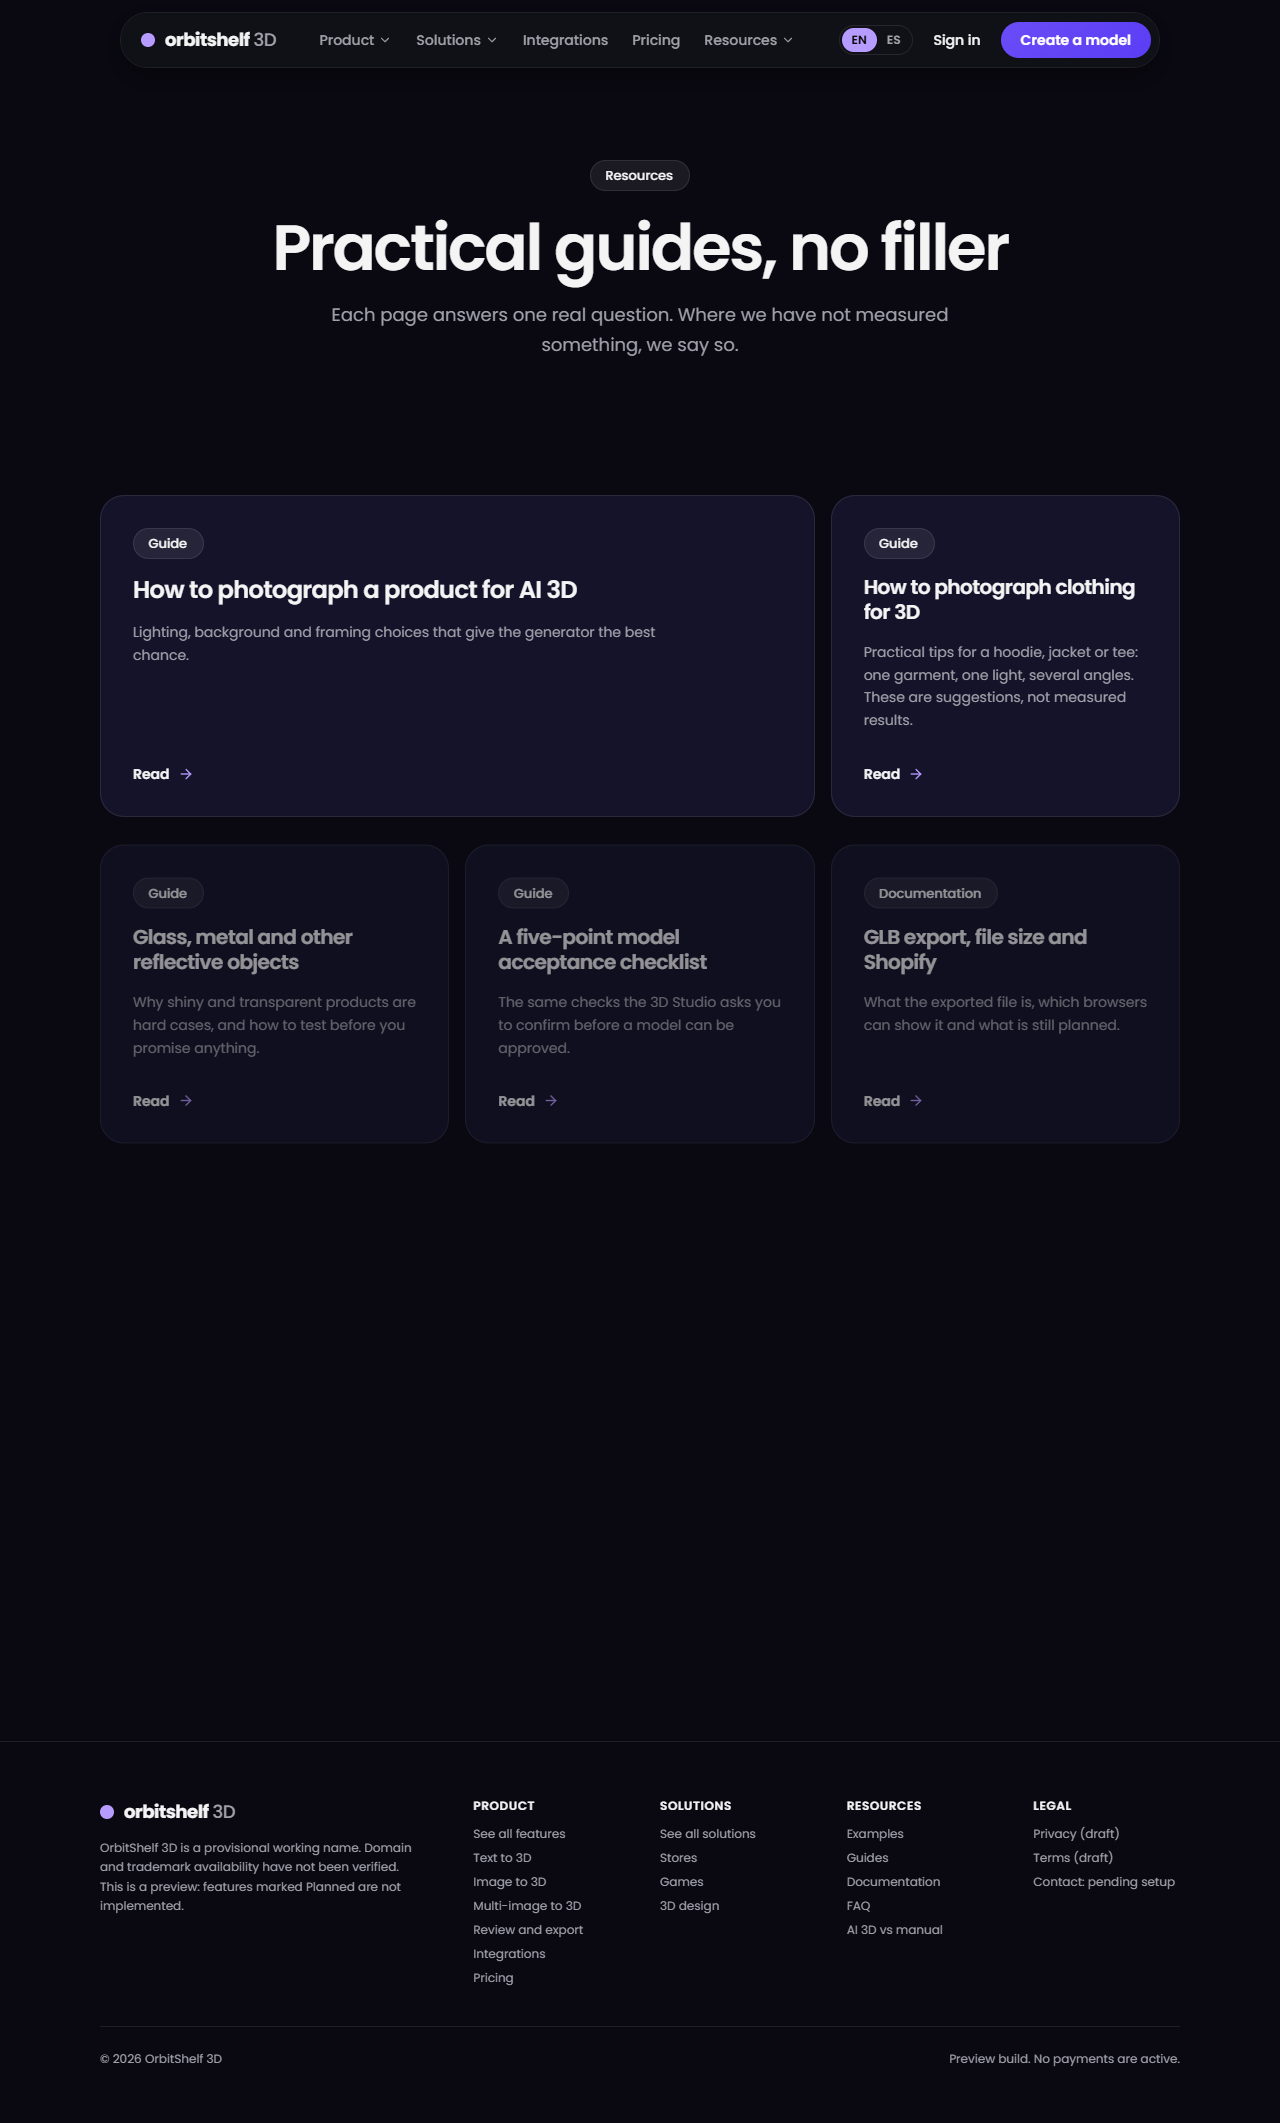 orbitshelf 3D
Product
Solutions
Integrations
Pricing
Resources
EN
ES
Sign in
Create a model
Resources
Practical guides, no filler
Each page answers one real question. Where we have not measured
something, we say so.
Guide
How to photograph a product for AI 3D
Lighting, background and framing choices that give the generator the best
chance.
Read
Guide
How to photograph clothing
for 3D
Practical tips for a hoodie, jacket or tee:
one garment, one light, several angles.
These are suggestions, not measured
results.
Read
Guide
Glass, metal and other
reflective objects
Why shiny and transparent products are
hard cases, and how to test before you
promise anything.
Read
Guide
A five-point model
acceptance checklist
The same checks the 3D Studio asks you
to confirm before a model can be
approved.
Read
Documentation
GLB export, file size and
Shopify
What the exported file is, which browsers
can show it and what is still planned.
Read
orbitshelf 3D
OrbitShelf 3D is a provisional working name. Domain
and trademark availability have not been verified.
This is a preview: features marked Planned are not
implemented.
PRODUCT
See all features
Text to 3D
Image to 3D
Multi-image to 3D
Review and export
Integrations
Pricing
SOLUTIONS
See all solutions
Stores
Games
3D design
RESOURCES
Examples
Guides
Documentation
FAQ
AI 3D vs manual
LEGAL
Privacy (draft)
Terms (draft)
Contact: pending setup
© 2026 OrbitShelf 3D
Preview build. No payments are active.